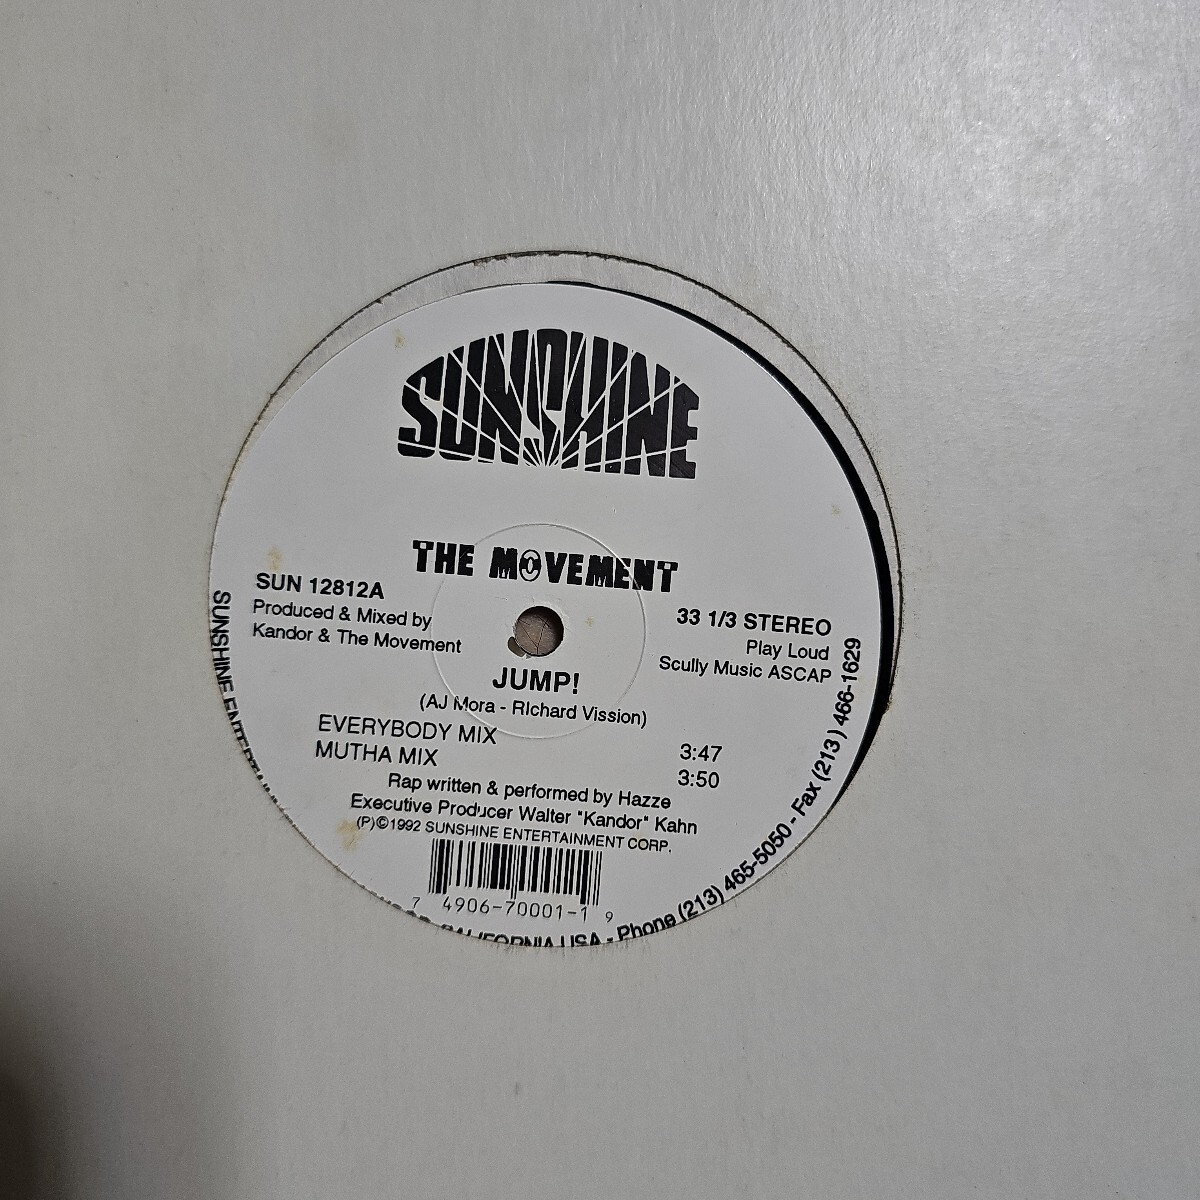 SUNSHINE
THE MOVEMENT
SUN 12812A
Produced & Mixed by
Kandor & The Movement
33 1/3 STEREO
Play Loud
Scully Music ASCAP
JUMP!
(AJ Mora - RIchard Vission)
EVERYBODY MIX 3:47
MUTHA MIX 3:50
Rap written & performed by Hazze
Executive Producer Walter "Kandor" Kahn
(P)©1992 SUNSHINE ENTERTAINMENT CORP.
7 4906-70001-1 9
SUNSHINE
CALIFORNIA USA - Phone (213) 465-5050 - Fax (213) 466-1629